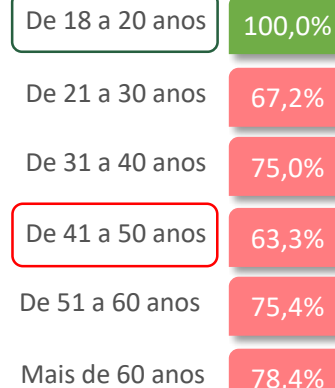 De 18 a 20 anos 100,0%
De 21 a 30 anos 67,2%
De 31 a 40 anos 75,0%
De 41 a 50 anos 63,3%
De 51 a 60 anos 75,4%
Mais de 60 anos 78,4%